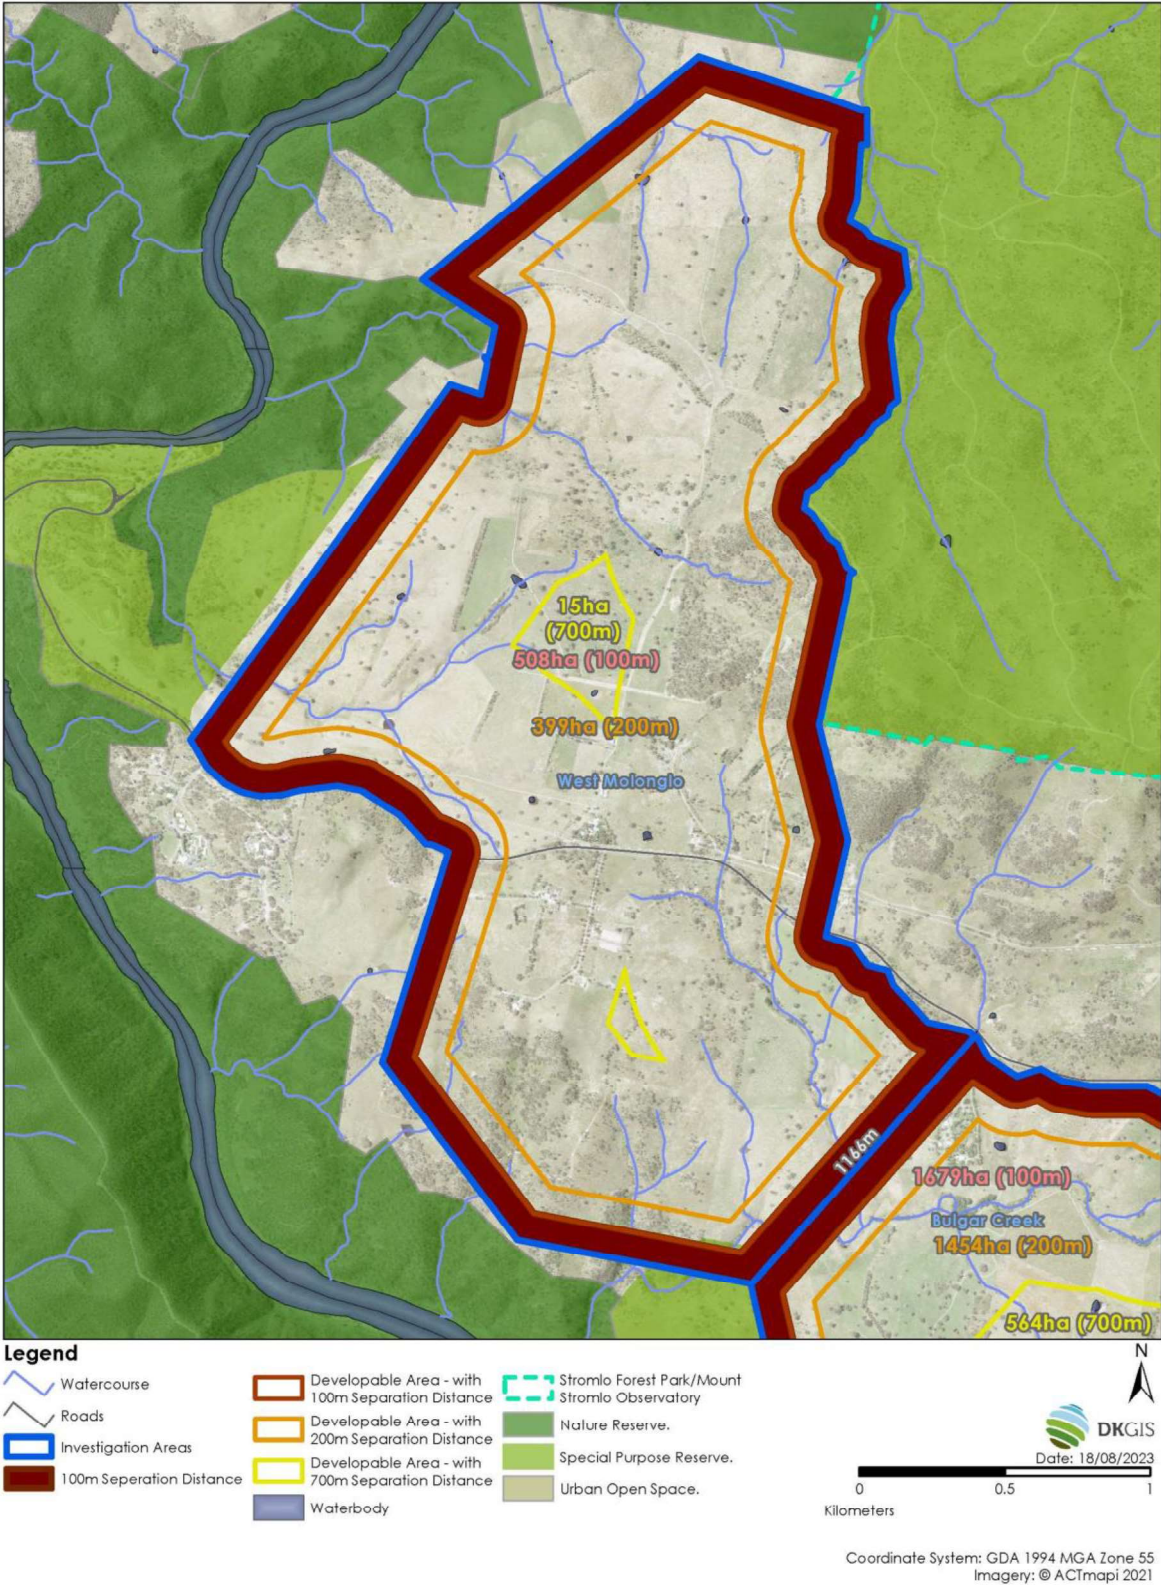 15ha
(700m)
508ha (100m)
399ha (200m)
West Molonglo
1166m
1679ha (100m)
Bulgar Creek
1454ha (200m)
564ha (700m)
Legend
Watercourse
Roads
Investigation Areas
100m Seperation Distance
Developable Area - with
100m Separation Distance
Developable Area - with
200m Separation Distance
Developable Area - with
700m Separation Distance
Waterbody
Stromlo Forest Park/Mount
Stromlo Observatory
Nature Reserve.
Special Purpose Reserve.
Urban Open Space.
N
DKGIS
Date: 18/08/2023
0 0.5 1
Kilometers
Coordinate System: GDA 1994 MGA Zone 55
Imagery: © ACTmapi 2021